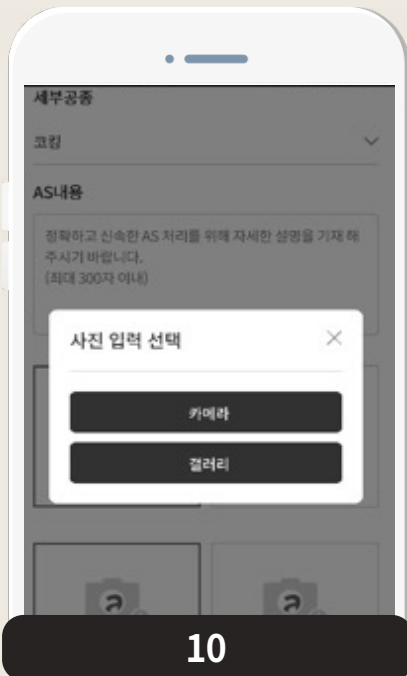 세부공종
코킹
AS내용
정확하고 신속한 AS 처리를 위해 자세한 설명을 기재 해
주시기 바랍니다.
(최대 300자 이내)
사진 입력 선택
카메라
갤러리
a a
10